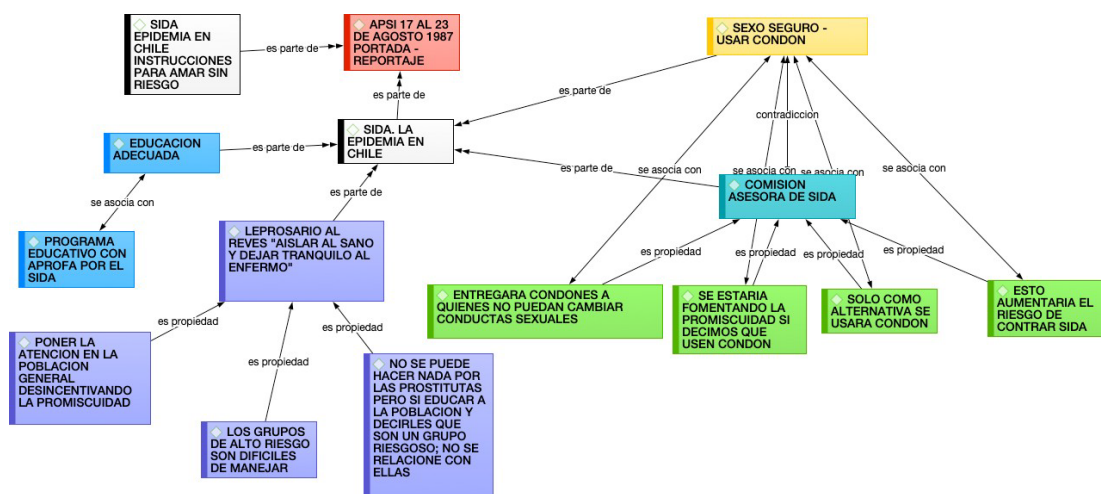 SIDA
EPIDEMIA EN
CHILE
INSTRUCCIONES
PARA AMAR SIN
RIESGO
es parte de
APSI 17 AL 23
DE AGOSTO 1987
PORTADA -
REPORTAJE
SEXO SEGURO -
USAR CONDON
es parte de
es parte de
contradiccion
EDUCACION
ADECUADA
es parte de
SIDA. LA
EPIDEMIA EN
CHILE
es parte de
se asocia con
se asocia con
se asocia con
se asocia con
es parte de
COMISION
ASESORA DE SIDA
se asocia con
PROGRAMA
EDUCATIVO CON
APROFA POR EL
SIDA
LEPROSARIO AL
REVES "AISLAR AL SANO
Y DEJAR TRANQUILO AL
ENFERMO"
es propiedad
es propiedad
es propiedad
es propiedad
ENTREGARA CONDONES A
QUIENES NO PUEDAN CAMBIAR
CONDUCTAS SEXUALES
SE ESTARIA
FOMENTANDO LA
PROMISCUIDAD SI
DECIMOS QUE
USEN CONDON
SOLO COMO
ALTERNATIVA SE
USARA CONDON
ESTO
AUMENTARIA EL
RIESGO DE
CONTRAR SIDA
es propiedad
es propiedad
es propiedad
PONER LA
ATENCION EN LA
POBLACION
GENERAL
DESINCENTIVANDO
LA PROMISCUIDAD
LOS GRUPOS
DE ALTO RIESGO
SON DIFICILES
DE MANEJAR
NO SE PUEDE
HACER NADA POR
LAS PROSTITUTAS
PERO SI EDUCAR A
LA POBLACION Y
DECIRLES QUE
SON UN GRUPO
RIESGOSO; NO SE
RELACIONE CON
ELLAS